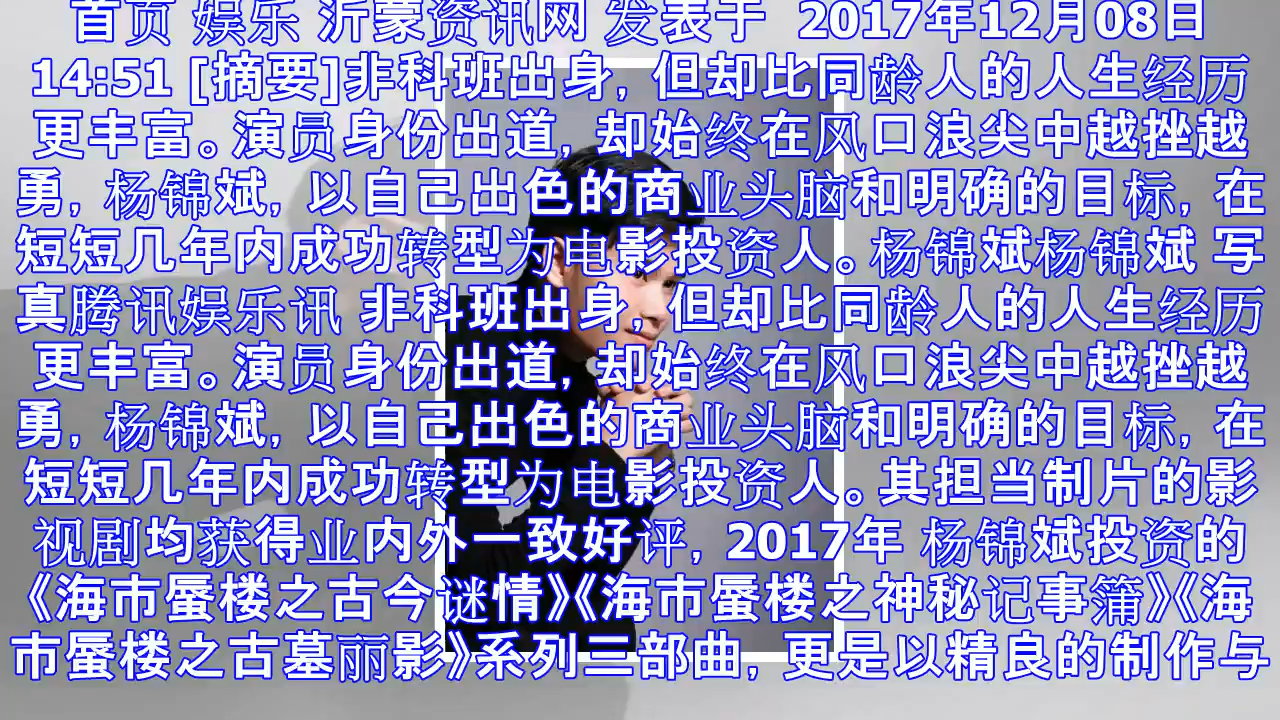 首页 娱乐 沂蒙资讯网 发表于 2017年12月08日
14:51 [摘要]非科班出身, 但却比同龄人的人生经历
更丰富。演员身份出道, 却始终在风口浪尖中越挫越
勇, 杨锦斌, 以自己出色的商业头脑和明确的目标, 在
短短几年内成功转型为电影投资人。杨锦斌杨锦斌 写
真腾讯娱乐讯 非科班出身, 但却比同龄人的人生经历
更丰富。演员身份出道, 却始终在风口浪尖中越挫越
勇, 杨锦斌, 以自己出色的商业头脑和明确的目标, 在
短短几年内成功转型为电影投资人。其担当制片的影
视剧均获得业内外一致好评, 2017年 杨锦斌投资的
《海市蜃楼之古今谜情》《海市蜃楼之神秘记事簿》《海
市蜃楼之古墓丽影》系列三部曲, 更是以精良的制作与